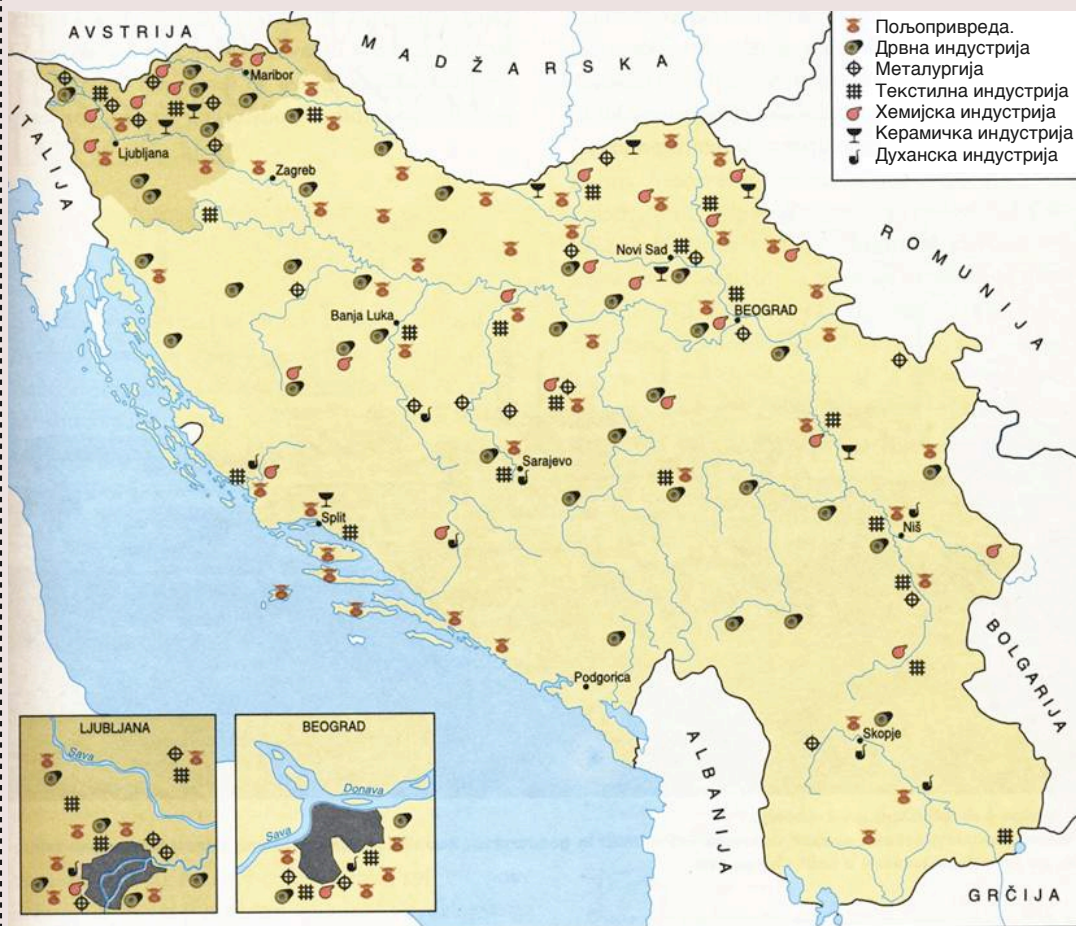 AVSTRIJA
MADŽARSKA
ITALIJA
ROMUNIJA
BOLGARIJA
ALBANIJA
GRČIJA
Пољопривреда.
Дрвна индустрија
Металургија
Текстилна индустрија
Хемијска индустрија
Керамичка индустрија
Духанска индустрија
Maribor
Ljubljana
Zagreb
Novi Sad
BEOGRAD
Banja Luka
Sarajevo
Split
Niš
Podgorica
Skopje
LJUBLJANA
Sava
BEOGRAD
Donava
Sava